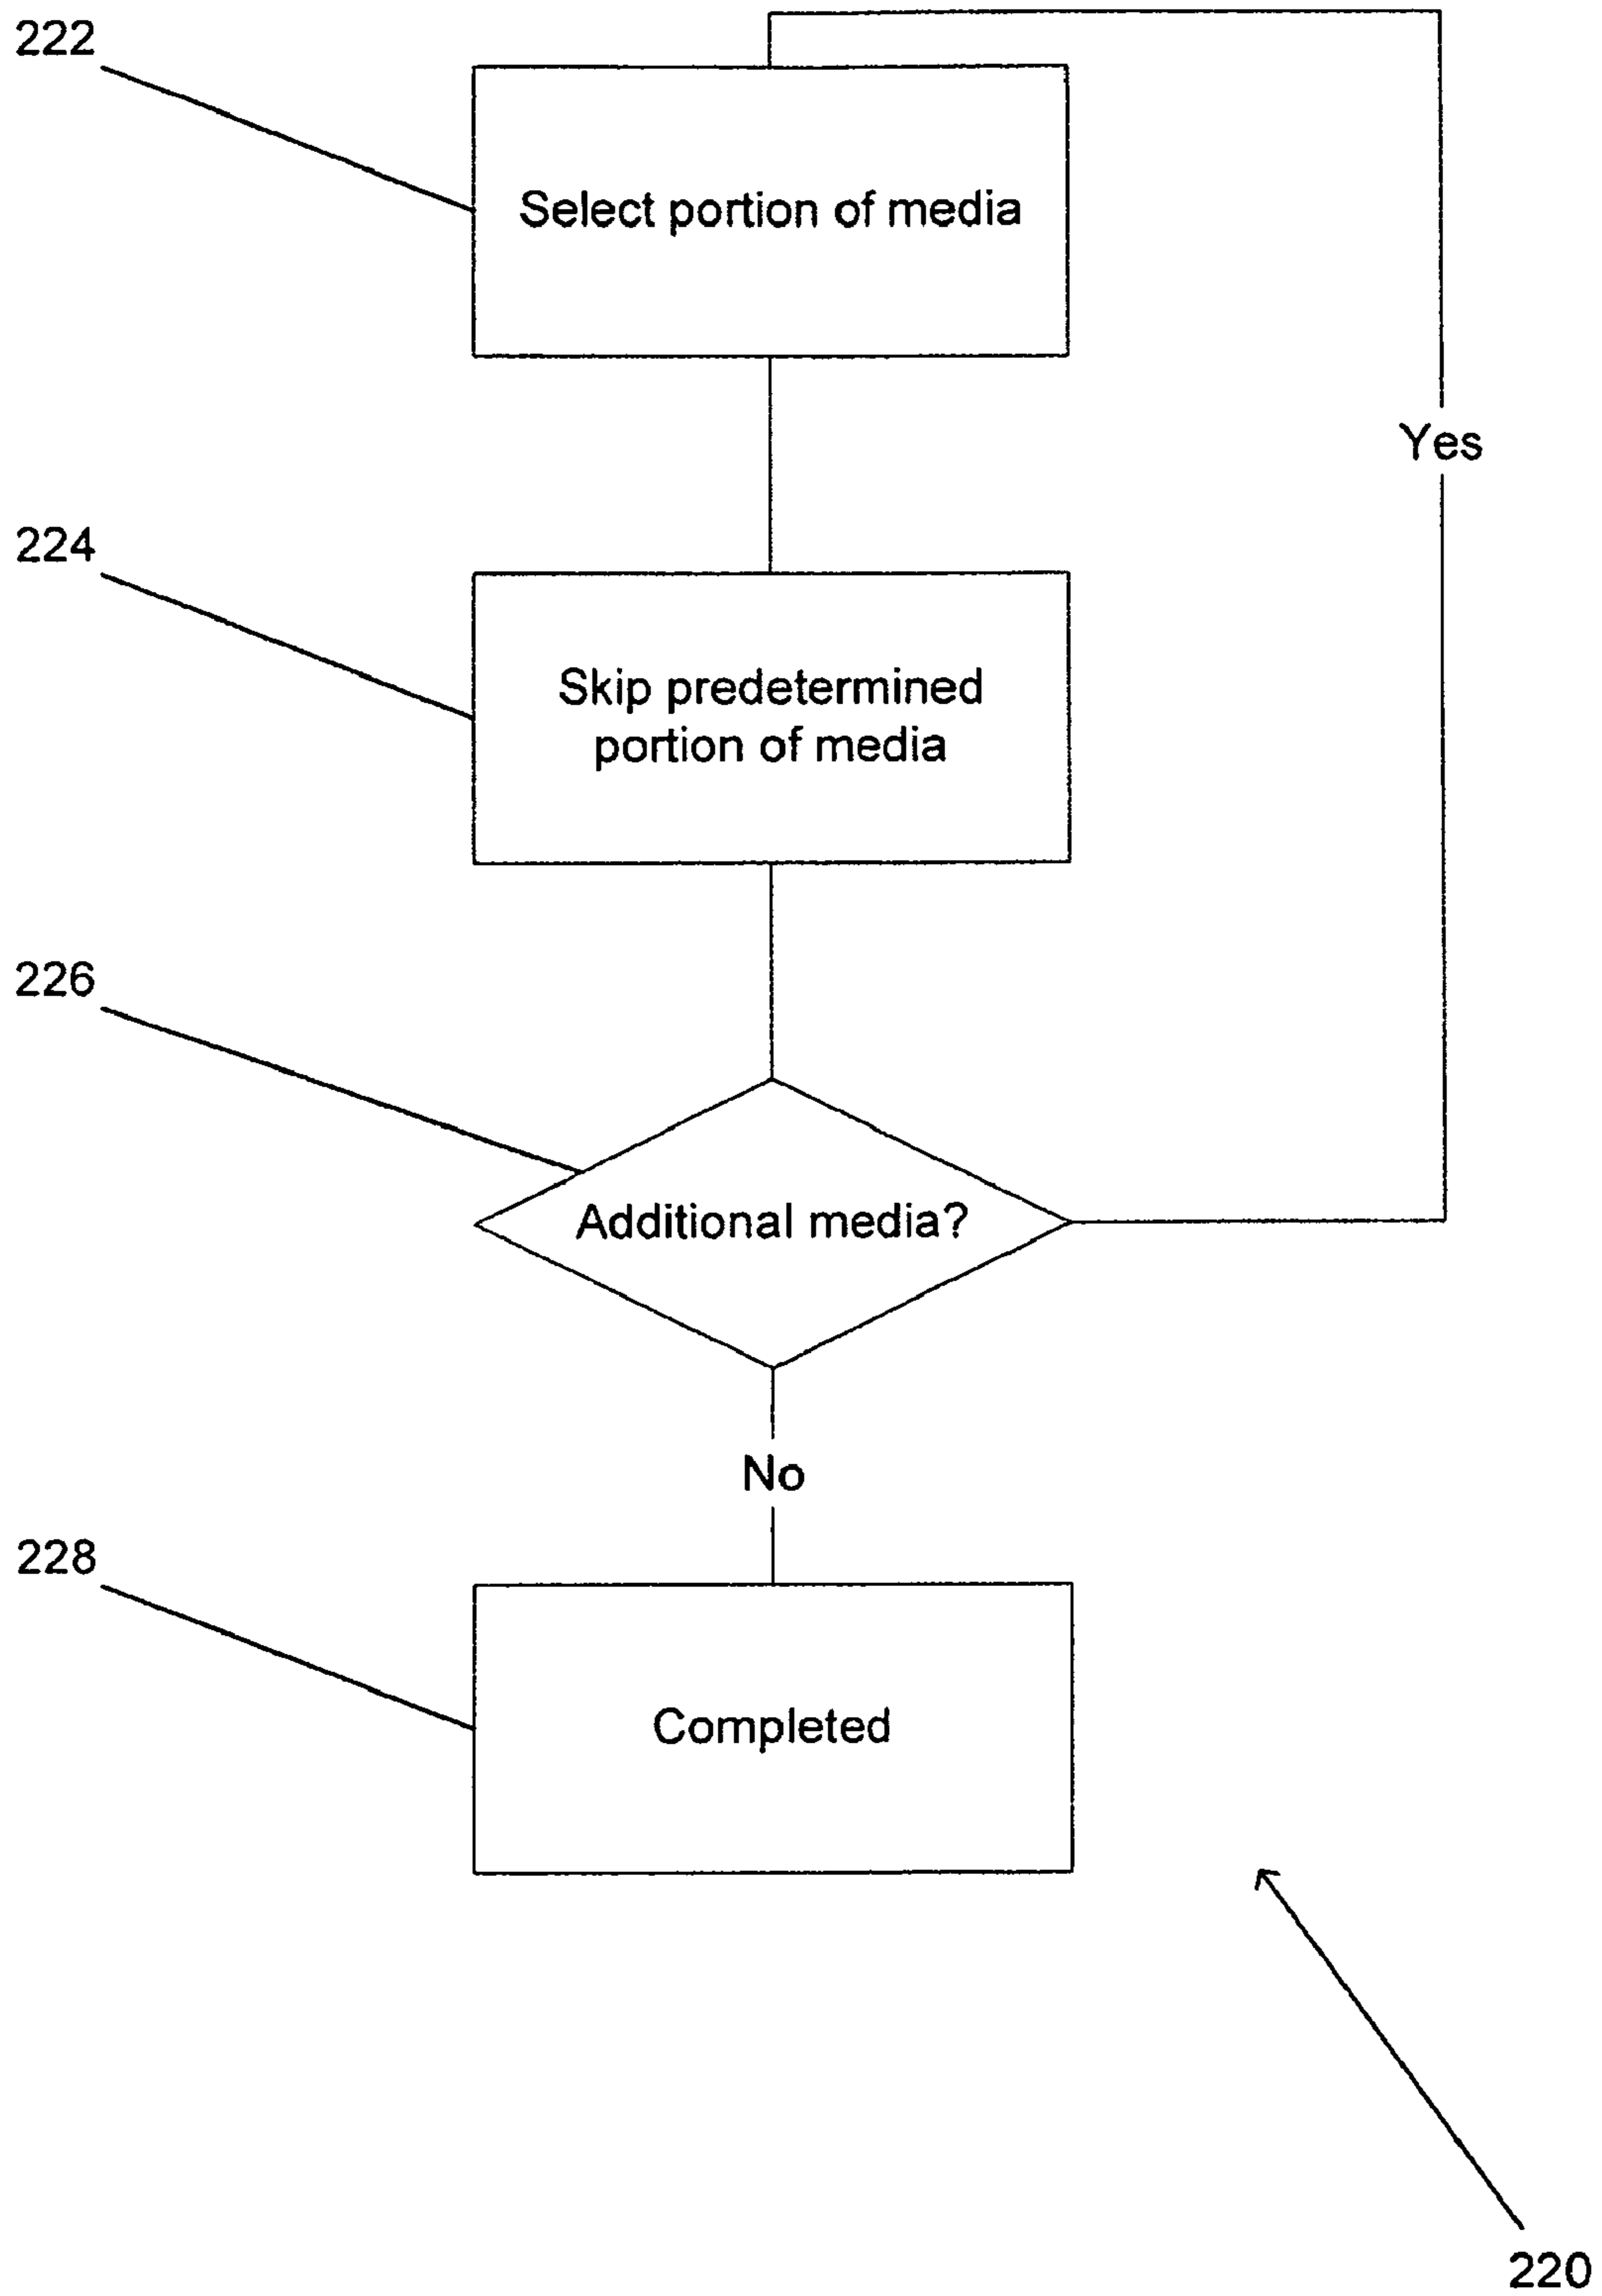 222
Select portion of media
Yes
224
Skip predetermined
portion of media
226
Additional media?
No
228
Completed
220